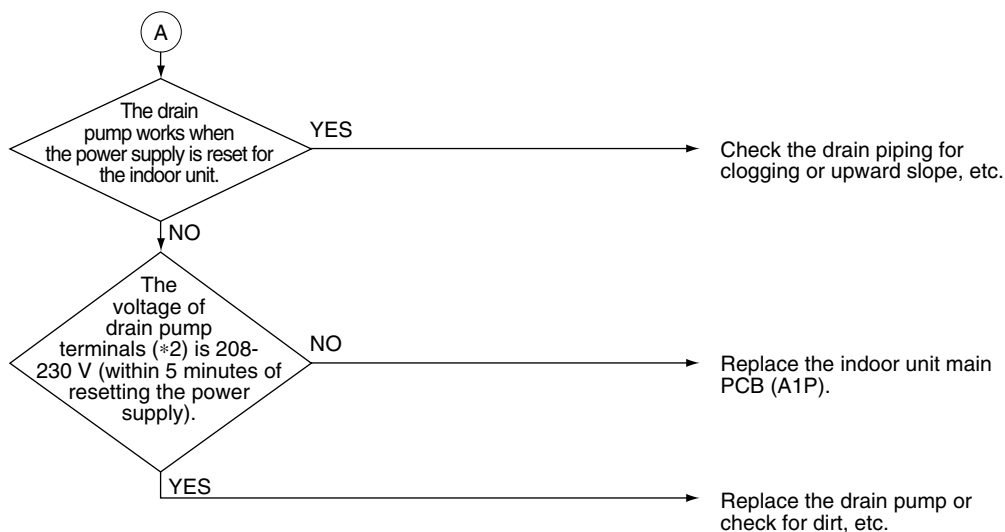 A
The drain
pump works when
the power supply is reset for
the indoor unit.
YES
Check the drain piping for
clogging or upward slope, etc.
NO
The
voltage of
drain pump
terminals (*2) is 208-
230 V (within 5 minutes of
resetting the power
supply).
NO
Replace the indoor unit main
PCB (A1P).
YES
Replace the drain pump or
check for dirt, etc.